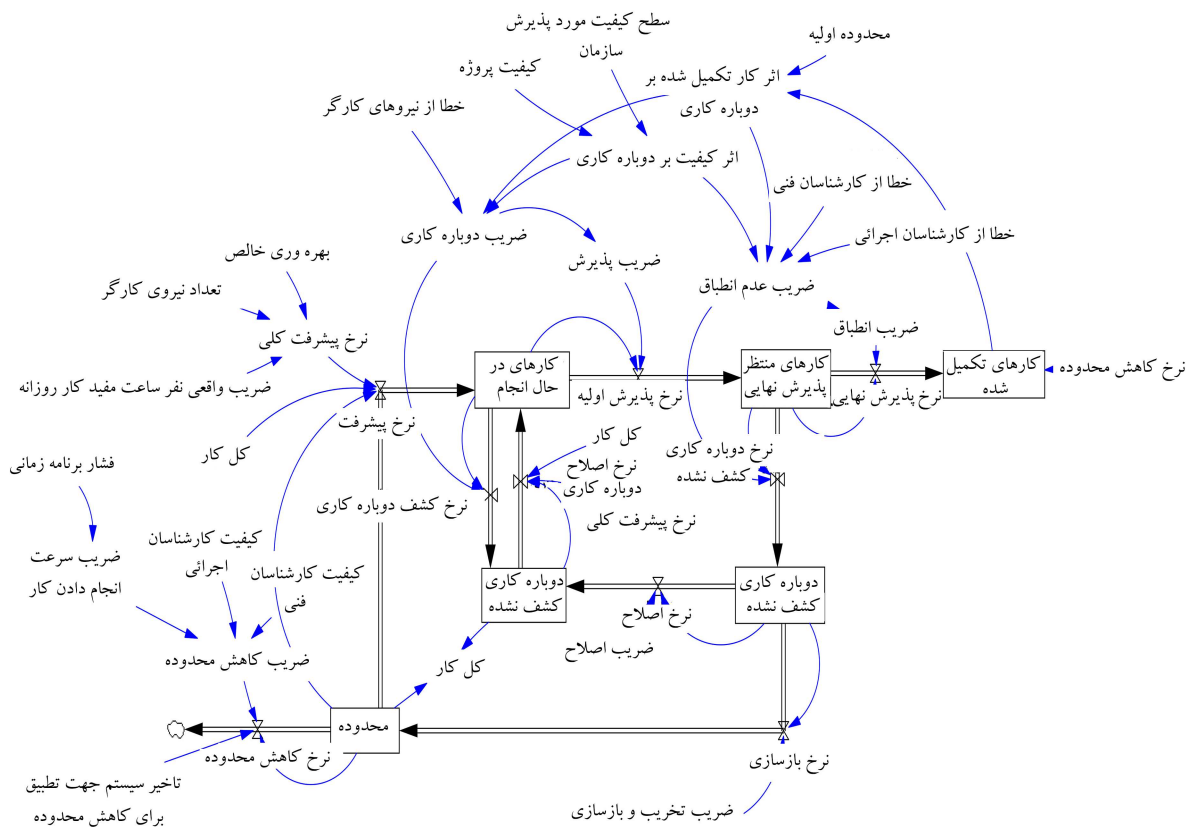 سطح کیفیت مورد پذیرش
سازمان
محدوده اولیه
کیفیت پروژه
اثر کار تکمیل شده بر
دوباره کاری
خطا از نیروهای کارگر
اثر کیفیت بر دوباره کاری
خطا از کارشناسان فنی
خطا از کارشناسان اجرائی
ضریب دوباره کاری
بهره وری خالص
ضریب پذیرش
ضریب عدم انطباق
تعداد نیروی کارگر
ضریب انطباق
نرخ پیشرفت کلی
کارهای در
حال انجام
کارهای منتظر
پذیرش نهایی
کارهای تکمیل
شده
نرخ کاهش محدوده
ضریب واقعی نفر ساعت مفید کار روزانه
نرخ پذیرش اولیه
نرخ پذیرش نهایی
نرخ پیشرفت
کل کار
کل کار
نرخ دوباره کاری
کشف نشده
فشار برنامه زمانی
نرخ اصلاح
دوباره کاری
نرخ کشف دوباره کاری
نرخ پیشرفت کلی
کیفیت کارشناسان
اجرائی
ضریب سرعت
انجام دادن کار
کیفیت کارشناسان
فنی
دوباره کاری
کشف نشده
دوباره کاری
کشف نشده
نرخ اصلاح
ضریب اصلاح
ضریب کاهش محدوده
کل کار
محدوده
نرخ کاهش محدوده
نرخ بازسازی
تاخیر سیستم جهت تطبیق
برای کاهش محدوده
ضریب تخریب و بازسازی